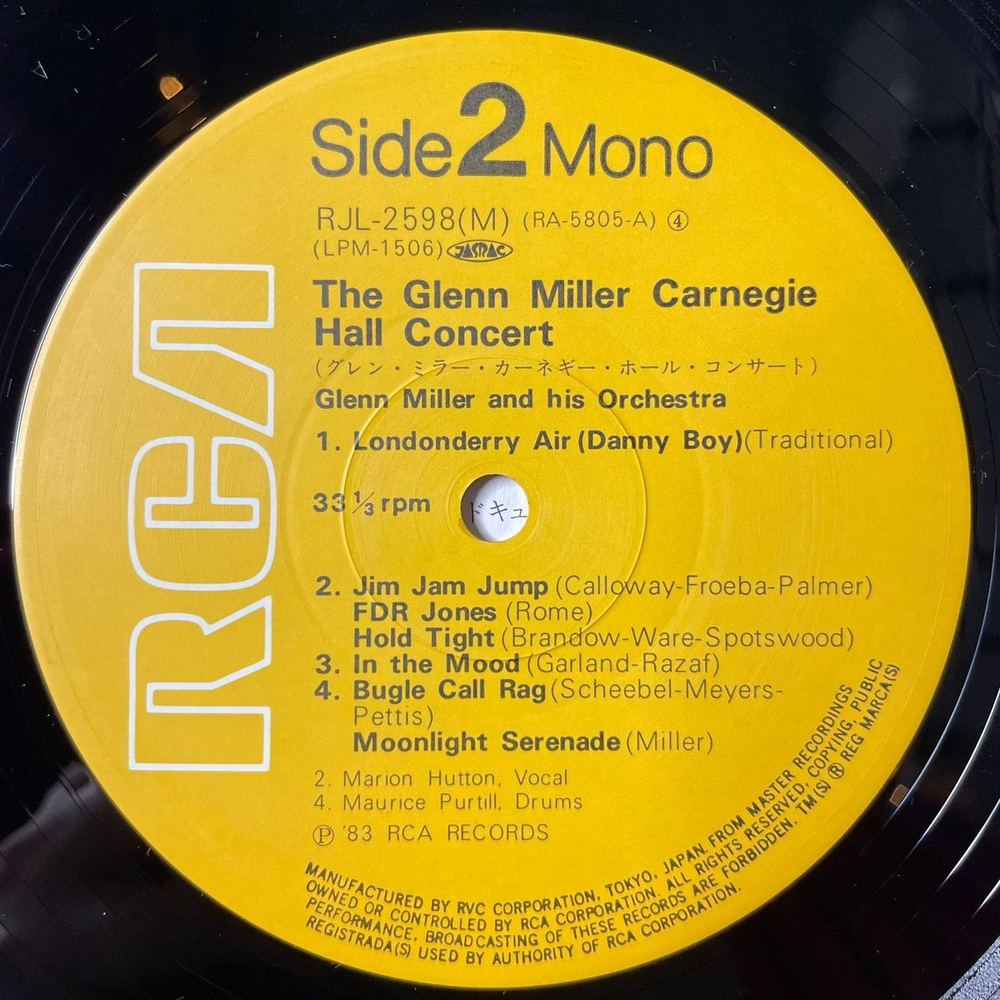 Side 2 Mono
RJL-2598(M) (RA-5805-A) ④
(LPM-1506) JASRAC
The Glenn Miller Carnegie
Hall Concert
(グレン・ミラー・カーネギー・ホール・コンサート)
Glenn Miller and his Orchestra
1. Londonderry Air (Danny Boy)(Traditional)
33 1/3 rpm
ドキュ
2. Jim Jam Jump (Calloway-Froeba-Palmer)
FDR Jones (Rome)
Hold Tight (Brandow-Ware-Spotswood)
3. In the Mood (Garland-Razaf)
4. Bugle Call Rag (Scheebel-Meyers-
Pettis)
Moonlight Serenade (Miller)
2. Marion Hutton, Vocal
4. Maurice Purtill, Drums
Ⓟ '83 RCA RECORDS
RCA
MANUFACTURED BY RVC CORPORATION, TOKYO, JAPAN. FROM MASTER RECORDINGS
OWNED OR CONTROLLED BY RCA CORPORATION. ALL RIGHTS RESERVED. COPYING, PUBLIC
PERFORMANCE, BROADCASTING OF THESE RECORDS ARE FORBIDDEN. TM(S) ® REG MARCA(S)
REGISTRADA(S) USED BY AUTHORITY OF RCA CORPORATION.